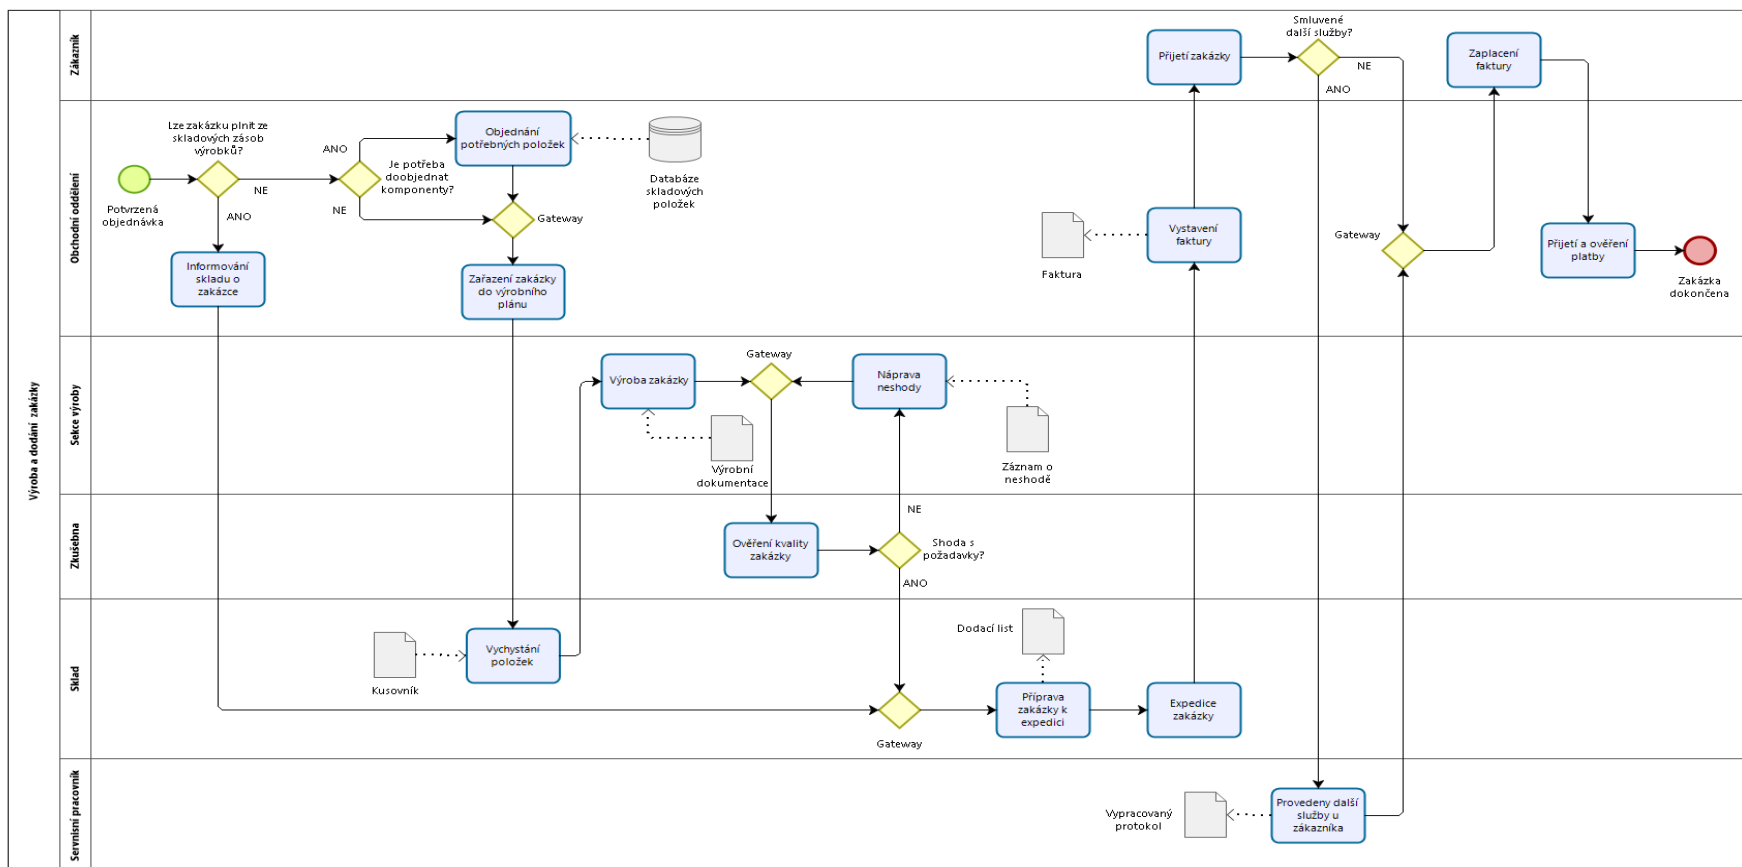 Výroba a dodání zakázky
Zákazník
Přijetí zakázky
Smluvené
další služby?
NE
ANO
Zaplacení
faktury
Obchodní oddělení
Potvrzená
objednávka
Lze zakázku plnit ze
skladových zásob
výrobků?
NE
ANO
Informování
skladu o
zakázce
ANO
Je potřeba
doobjednat
komponenty?
NE
Objednání
potřebných položek
Databáze
skladových
položek
Gateway
Zařazení zakázky
do výrobního
plánu
Faktura
Vystavení
faktury
Gateway
Přijetí a ověření
platby
Zakázka
dokončena
Sekce výroby
Výroba zakázky
Gateway
Náprava
neshody
Výrobní
dokumentace
Záznam o
neshodě
Zkušebna
Ověření kvality
zakázky
NE
Shoda s
požadavky?
ANO
Sklad
Kusovník
Vychystání
položek
Gateway
Dodací list
Příprava
zakázky k
expedici
Expedice
zakázky
Servnisní pracovník
Vypracovaný
protokol
Provedeny další
služby u
zákazníka